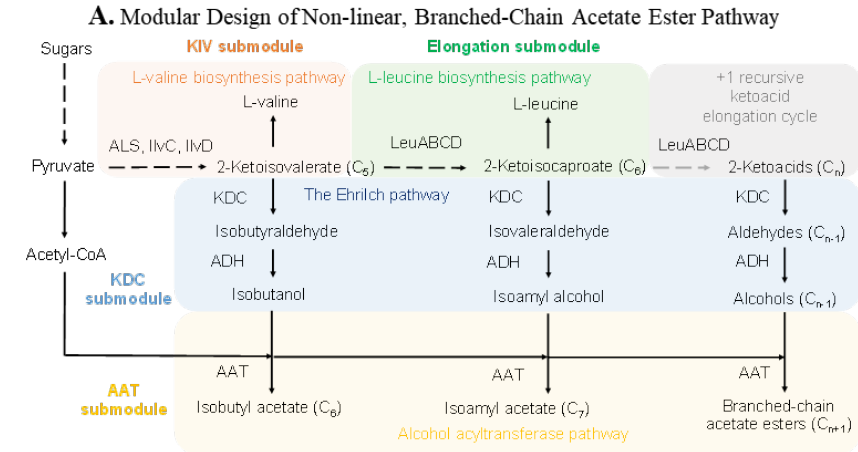 A. Modular Design of Non-linear, Branched-Chain Acetate Ester Pathway
Sugars
KIV submodule
Elongation submodule
L-valine biosynthesis pathway
L-leucine biosynthesis pathway
+1 recursive
ketoacid
elongation cycle
L-valine
L-leucine
ALS, IlvC, IlvD
LeuABCD
LeuABCD
Pyruvate
2-Ketoisovalerate (C5)
2-Ketoisocaproate (C6)
2-Ketoacids (Cn)
KDC
The Ehrilch pathway
KDC
KDC
Isobutyraldehyde
Isovaleraldehyde
Aldehydes (Cn-1)
Acetyl-CoA
ADH
ADH
ADH
KDC
submodule
Isobutanol
Isoamyl alcohol
Alcohols (Cn-1)
AAT
AAT
AAT
AAT
submodule
Isobutyl acetate (C6)
Isoamyl acetate (C7)
Branched-chain
acetate esters (Cn+1)
Alcohol acyltransferase pathway